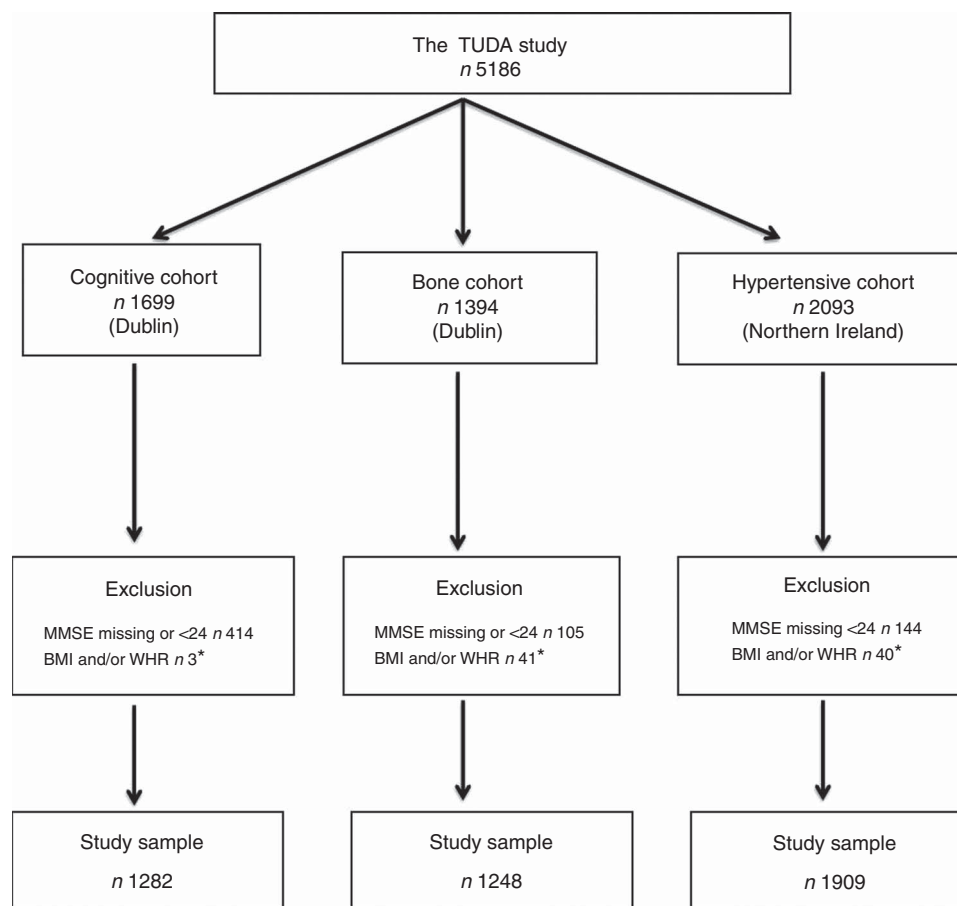 The TUDA study
n 5186
Cognitive cohort
n 1699
(Dublin)
Bone cohort
n 1394
(Dublin)
Hypertensive cohort
n 2093
(Northern Ireland)
Exclusion
MMSE missing or <24 n 414
BMI and/or WHR n 3*
Exclusion
MMSE missing or <24 n 105
BMI and/or WHR n 41*
Exclusion
MMSE missing <24 n 144
BMI and/or WHR n 40*
Study sample
n 1282
Study sample
n 1248
Study sample
n 1909